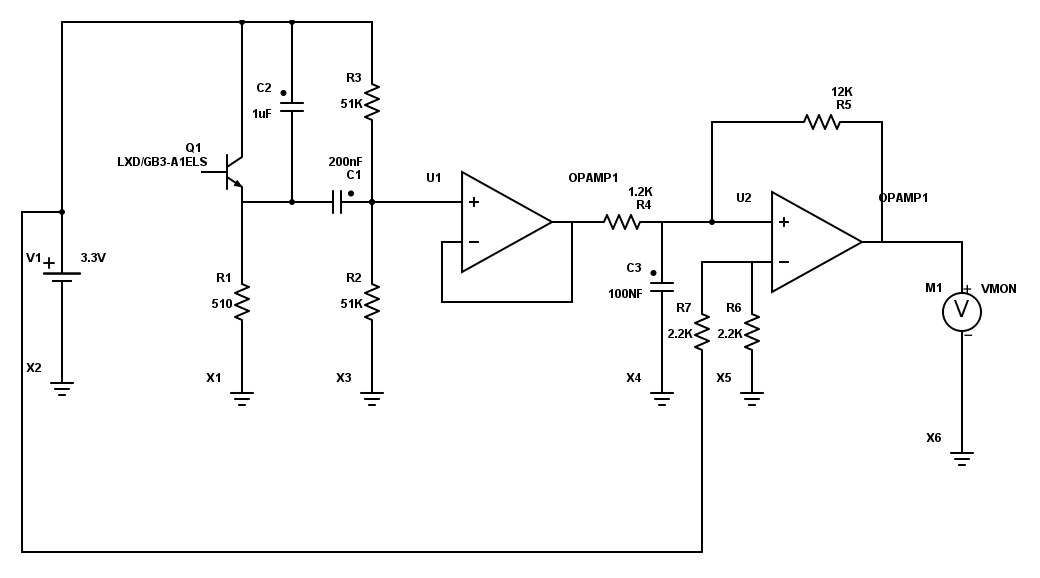 12K
R5
R3
C2
51K
1uF
Q1
LXD/GB3-A1ELS
200nF
C1
U1
OPAMP1
1.2K
R4
U2
OPAMP1
+
+
−
−
V1
+
3.3V
C3
R1
R2
100NF
510
51K
R7
R6
2.2K
2.2K
M1
+
VMON
V
−
X2
X1
X3
X4
X5
X6